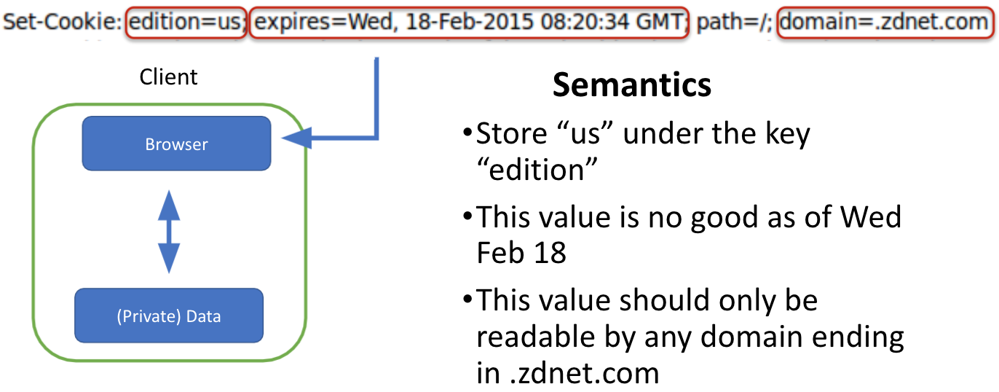 Set-Cookie: edition=us; expires=Wed, 18-Feb-2015 08:20:34 GMT; path=/; domain=.zdnet.com
Client
Browser
(Private) Data
Semantics
•Store “us” under the key
“edition”
•This value is no good as of Wed
Feb 18
•This value should only be
readable by any domain ending
in .zdnet.com